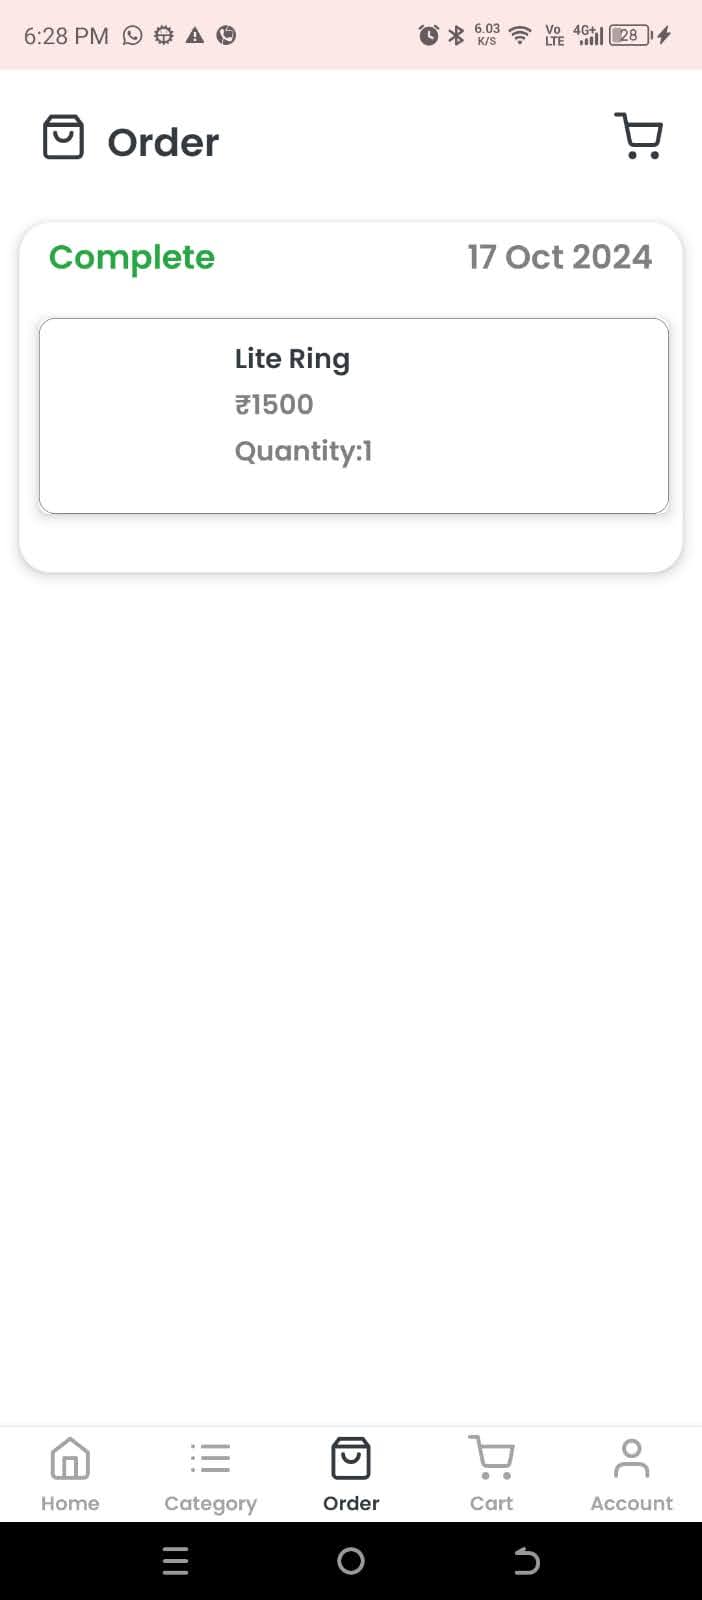 6:28 PM
6.03 K/S
Vo LTE
4G+
28
Order
Complete 17 Oct 2024
Lite Ring
₹1500
Quantity:1
Home Category Order Cart Account